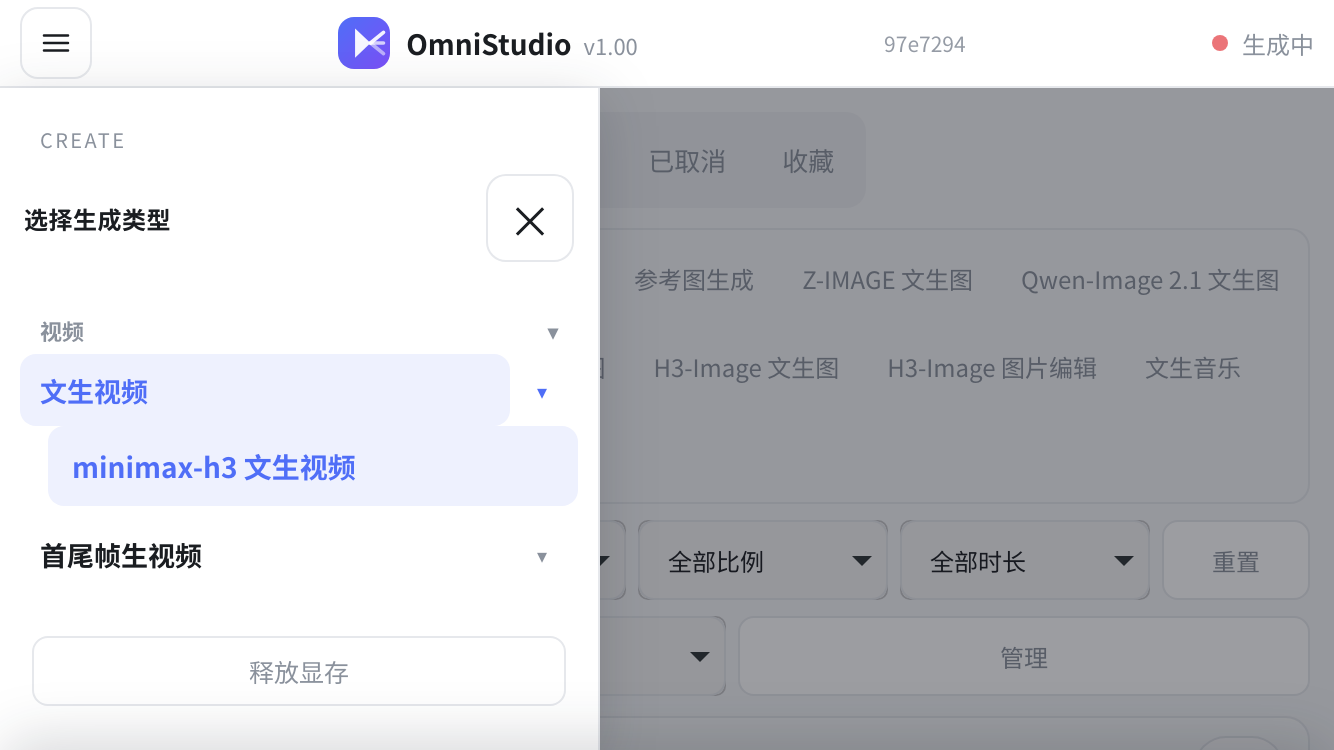 OmniStudio v1.00
97e7294
生成中
CREATE
选择生成类型
视频
文生视频
minimax-h3 文生视频
首尾帧生视频
释放显存
已取消 收藏
参考图生成 Z-IMAGE 文生图 Qwen-Image 2.1 文生图
H3-Image 文生图 H3-Image 图片编辑 文生音乐
全部比例 全部时长 重置
管理